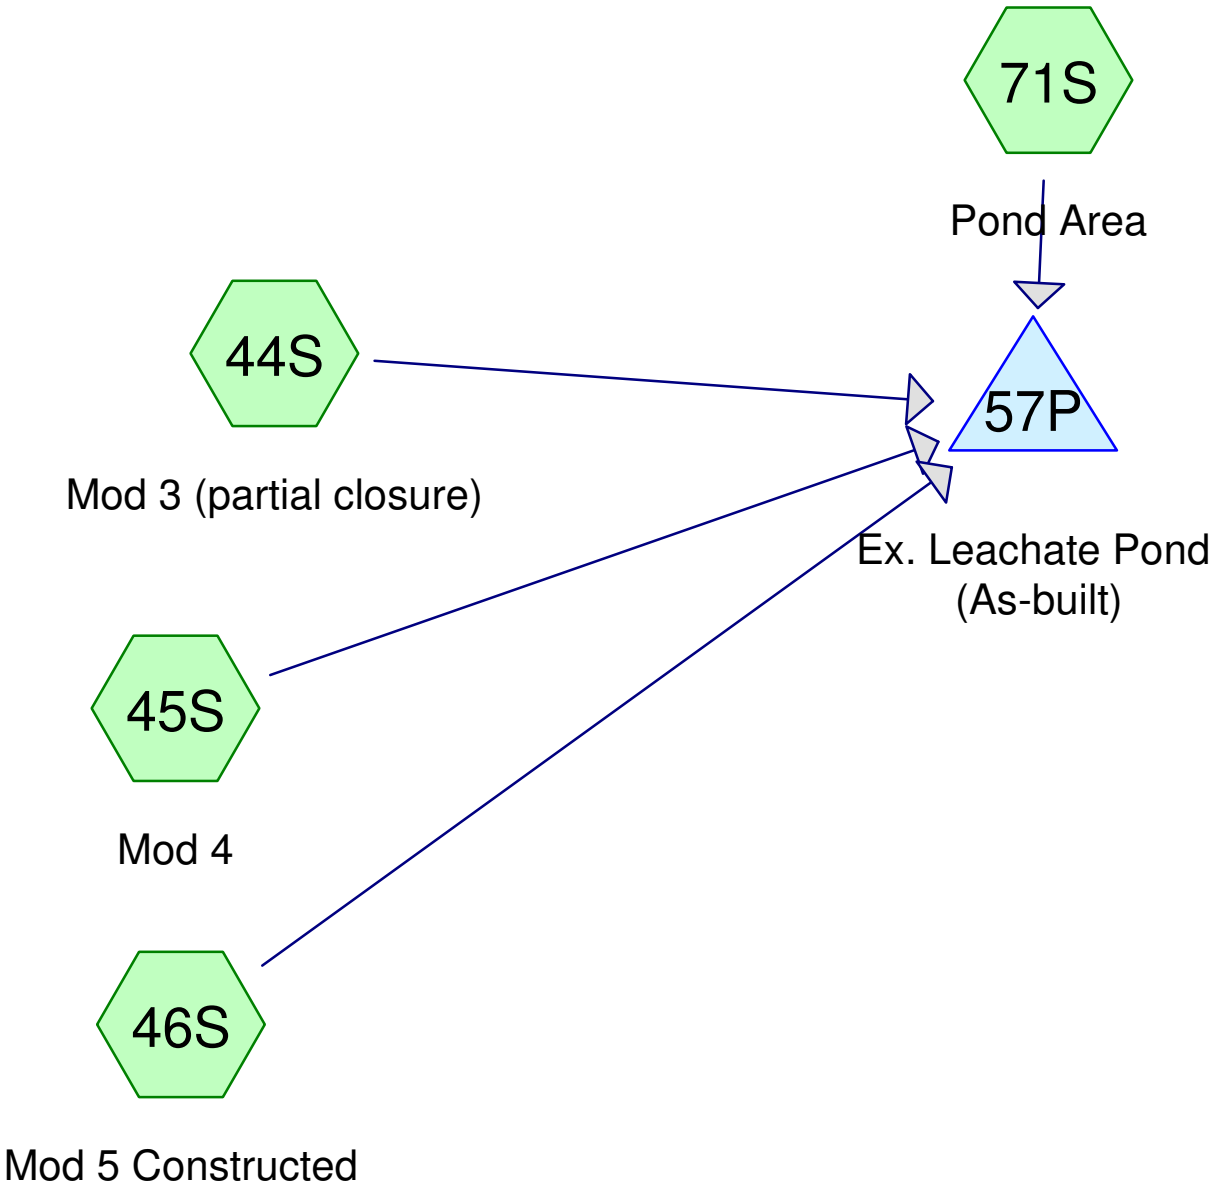 71S
Pond Area
44S
57P
Mod 3 (partial closure)
Ex. Leachate Pond
(As-built)
45S
Mod 4
46S
Mod 5 Constructed